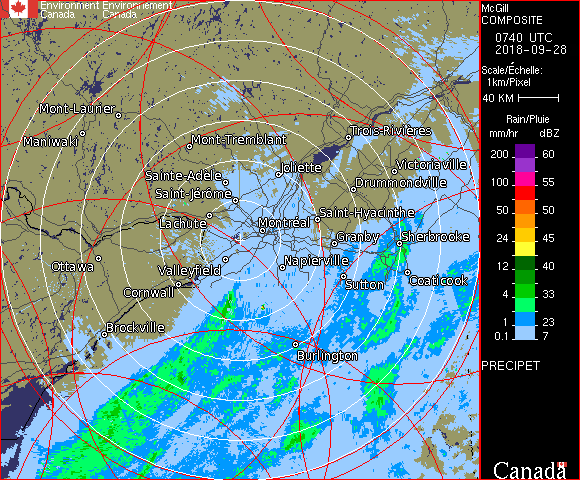 Environment Environnement
Canada Canada
McGill
COMPOSITE
0740 UTC
2018-09-28
Scale/Échelle:
1km/Pixel
40 KM
Rain/Pluie
mm/hr dBZ
200 60
100 55
50 50
24 45
12 40
4 33
1 23
0.1 7
PRECIPET
Canada
Mont-Laurier
Maniwaki
Mont-Tremblant
Trois-Rivières
Sainte-Adèle
Joliette
Victoriaville
Saint-Jérôme
Drummondville
Lachute
Montréal
Saint-Hyacinthe
Granby
Sherbrooke
Ottawa
Valleyfield
Napierville
Cornwall
Sutton
Coaticook
Brockville
Burlington